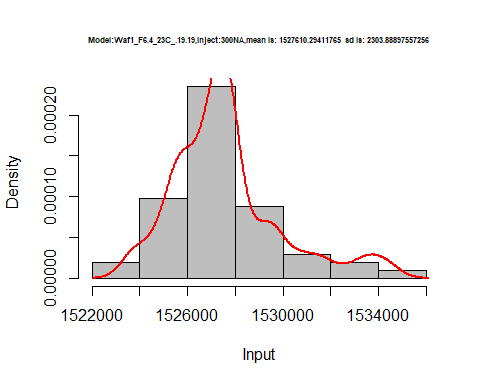 Model:Waf1_F6.4_23C_.19.19,Inject:300NA,mean is: 1527610.29411765 sd is: 2303.88897557256
Density
0.00000 0.00010 0.00020
1522000 1526000 1530000 1534000
Input